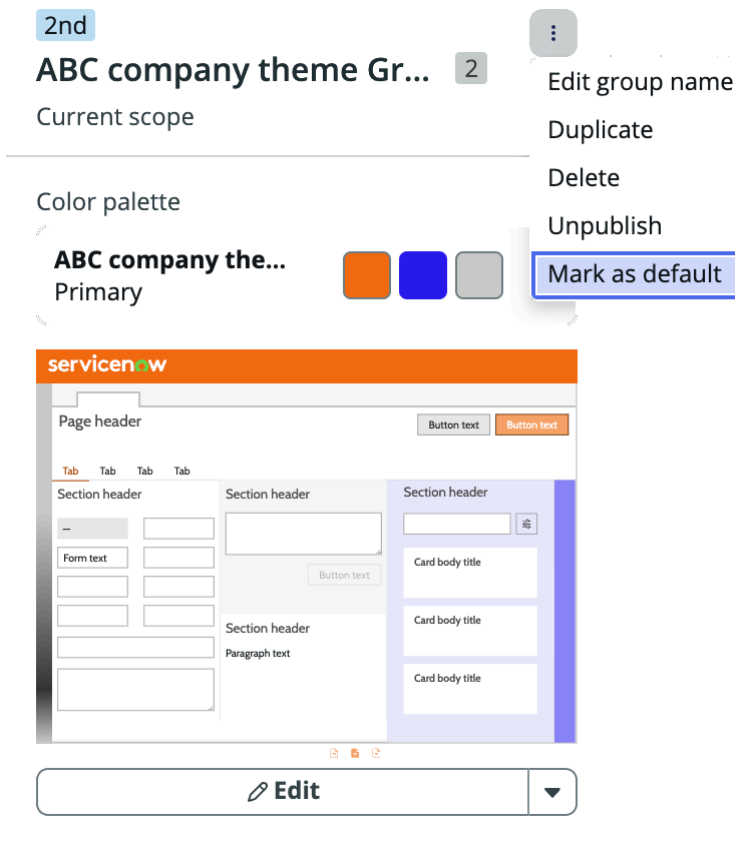 2nd
ABC company theme Gr... 2
Current scope
Edit group name
Duplicate
Delete
Unpublish
Mark as default
Color palette
ABC company the...
Primary
servicenow
Page header
Button text Button text
Tab Tab Tab Tab
Section header Section header Section header
–
Form text
Button text
Card body title
Section header
Paragraph text
Card body title
Card body title
Edit